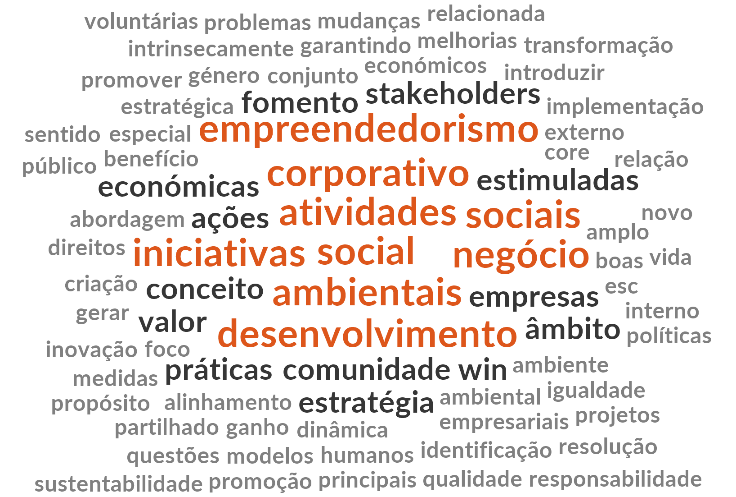 voluntárias problemas mudanças relacionada
intrinsecamente garantindo melhorias transformação
promover género conjunto económicos introduzir
estratégica fomento stakeholders implementação
sentido especial empreendedorismo externo
público benefício corporativo core relação
económicas estimuladas
abordagem ações atividades sociais amplo novo
direitos iniciativas social negócio boas vida
criação conceito ambientais empresas esc
gerar valor desenvolvimento âmbito interno
políticas
inovação foco
medidas práticas comunidade win ambiente
propósito alinhamento estratégia ambiental igualdade
partilhado ganho dinâmica empresariais projetos
questões modelos humanos identificação resolução
sustentabilidade promoção principais qualidade responsabilidade